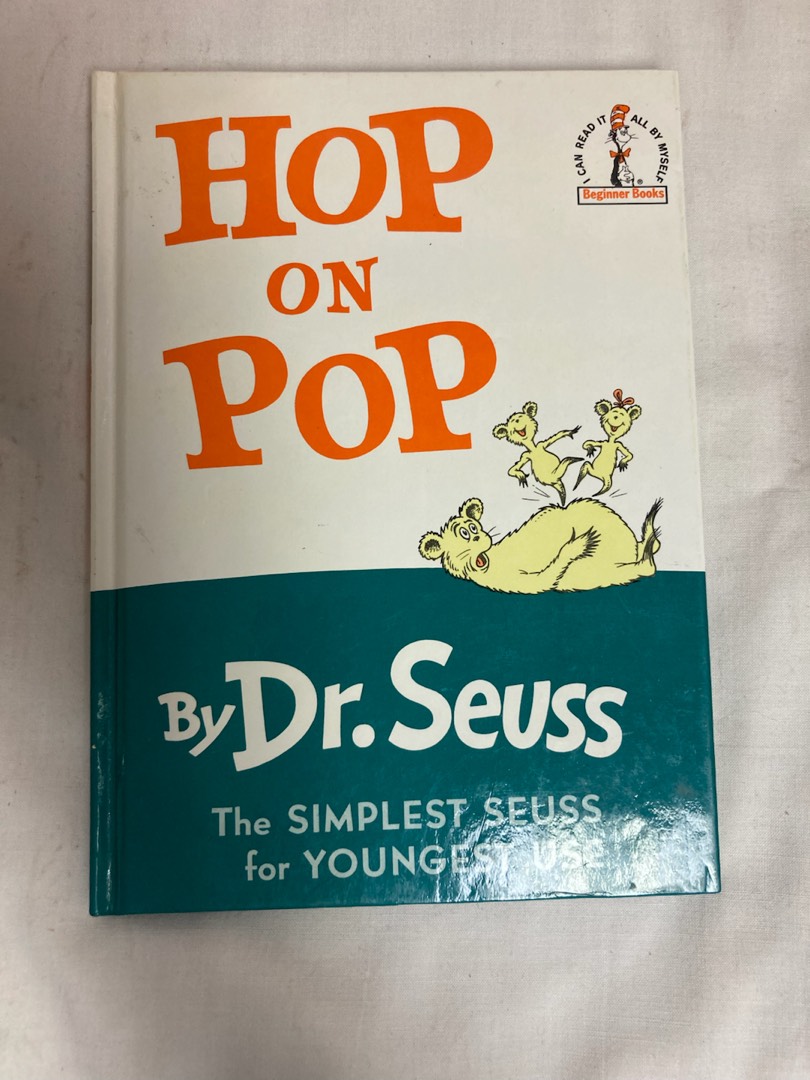 HOP
ON
POP
I CAN READ IT ALL BY MYSELF
®
Beginner Books
By Dr. Seuss
The SIMPLEST SEUSS
for YOUNGEST USE